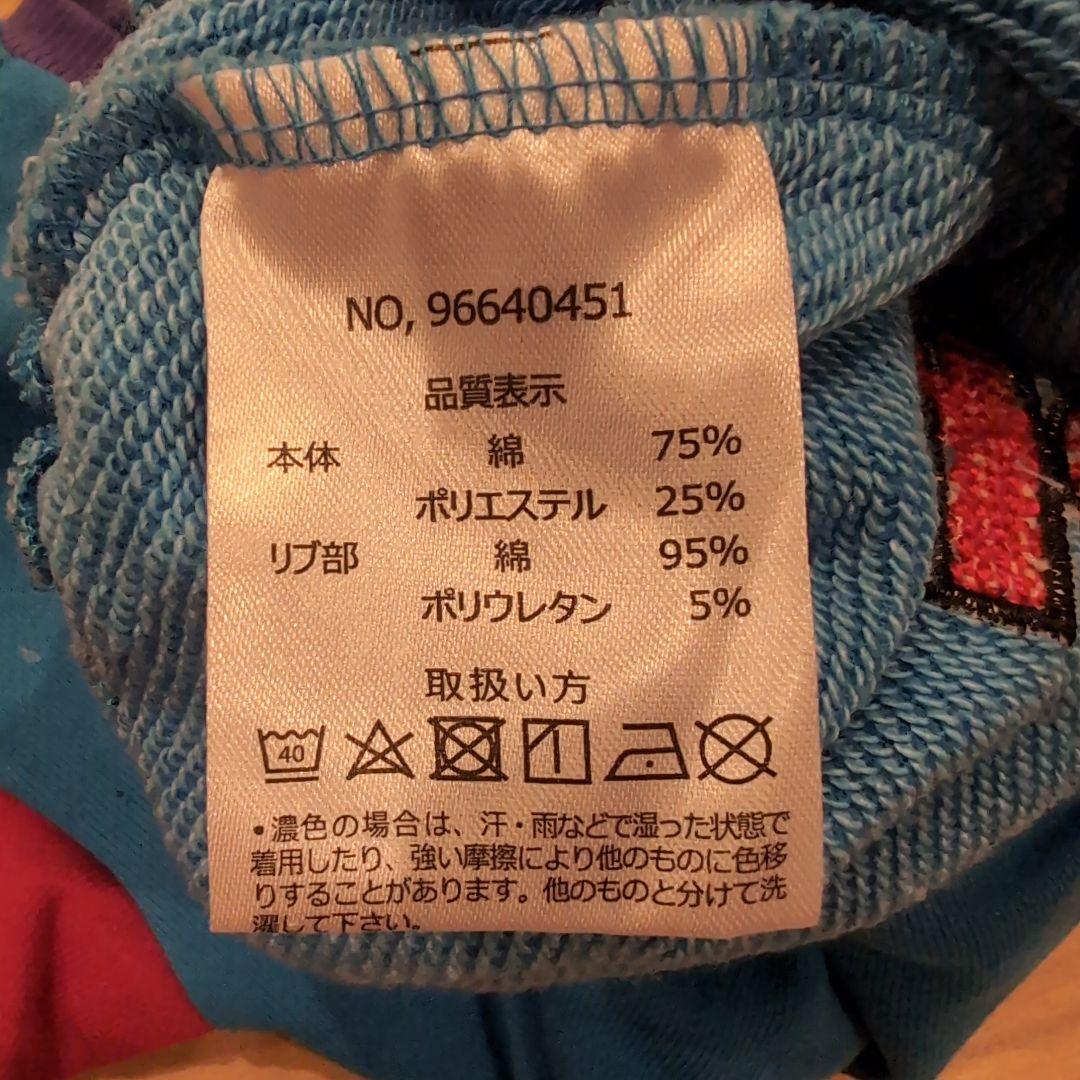 NO, 96640451
品質表示
本体 綿 75%
ポリエステル 25%
リブ部 綿 95%
ポリウレタン 5%
取扱い方
40
•濃色の場合は、汗・雨などで湿った状態で
着用したり、強い摩擦により他のものに色移
りすることがあります。他のものと分けて洗
濯して下さい。